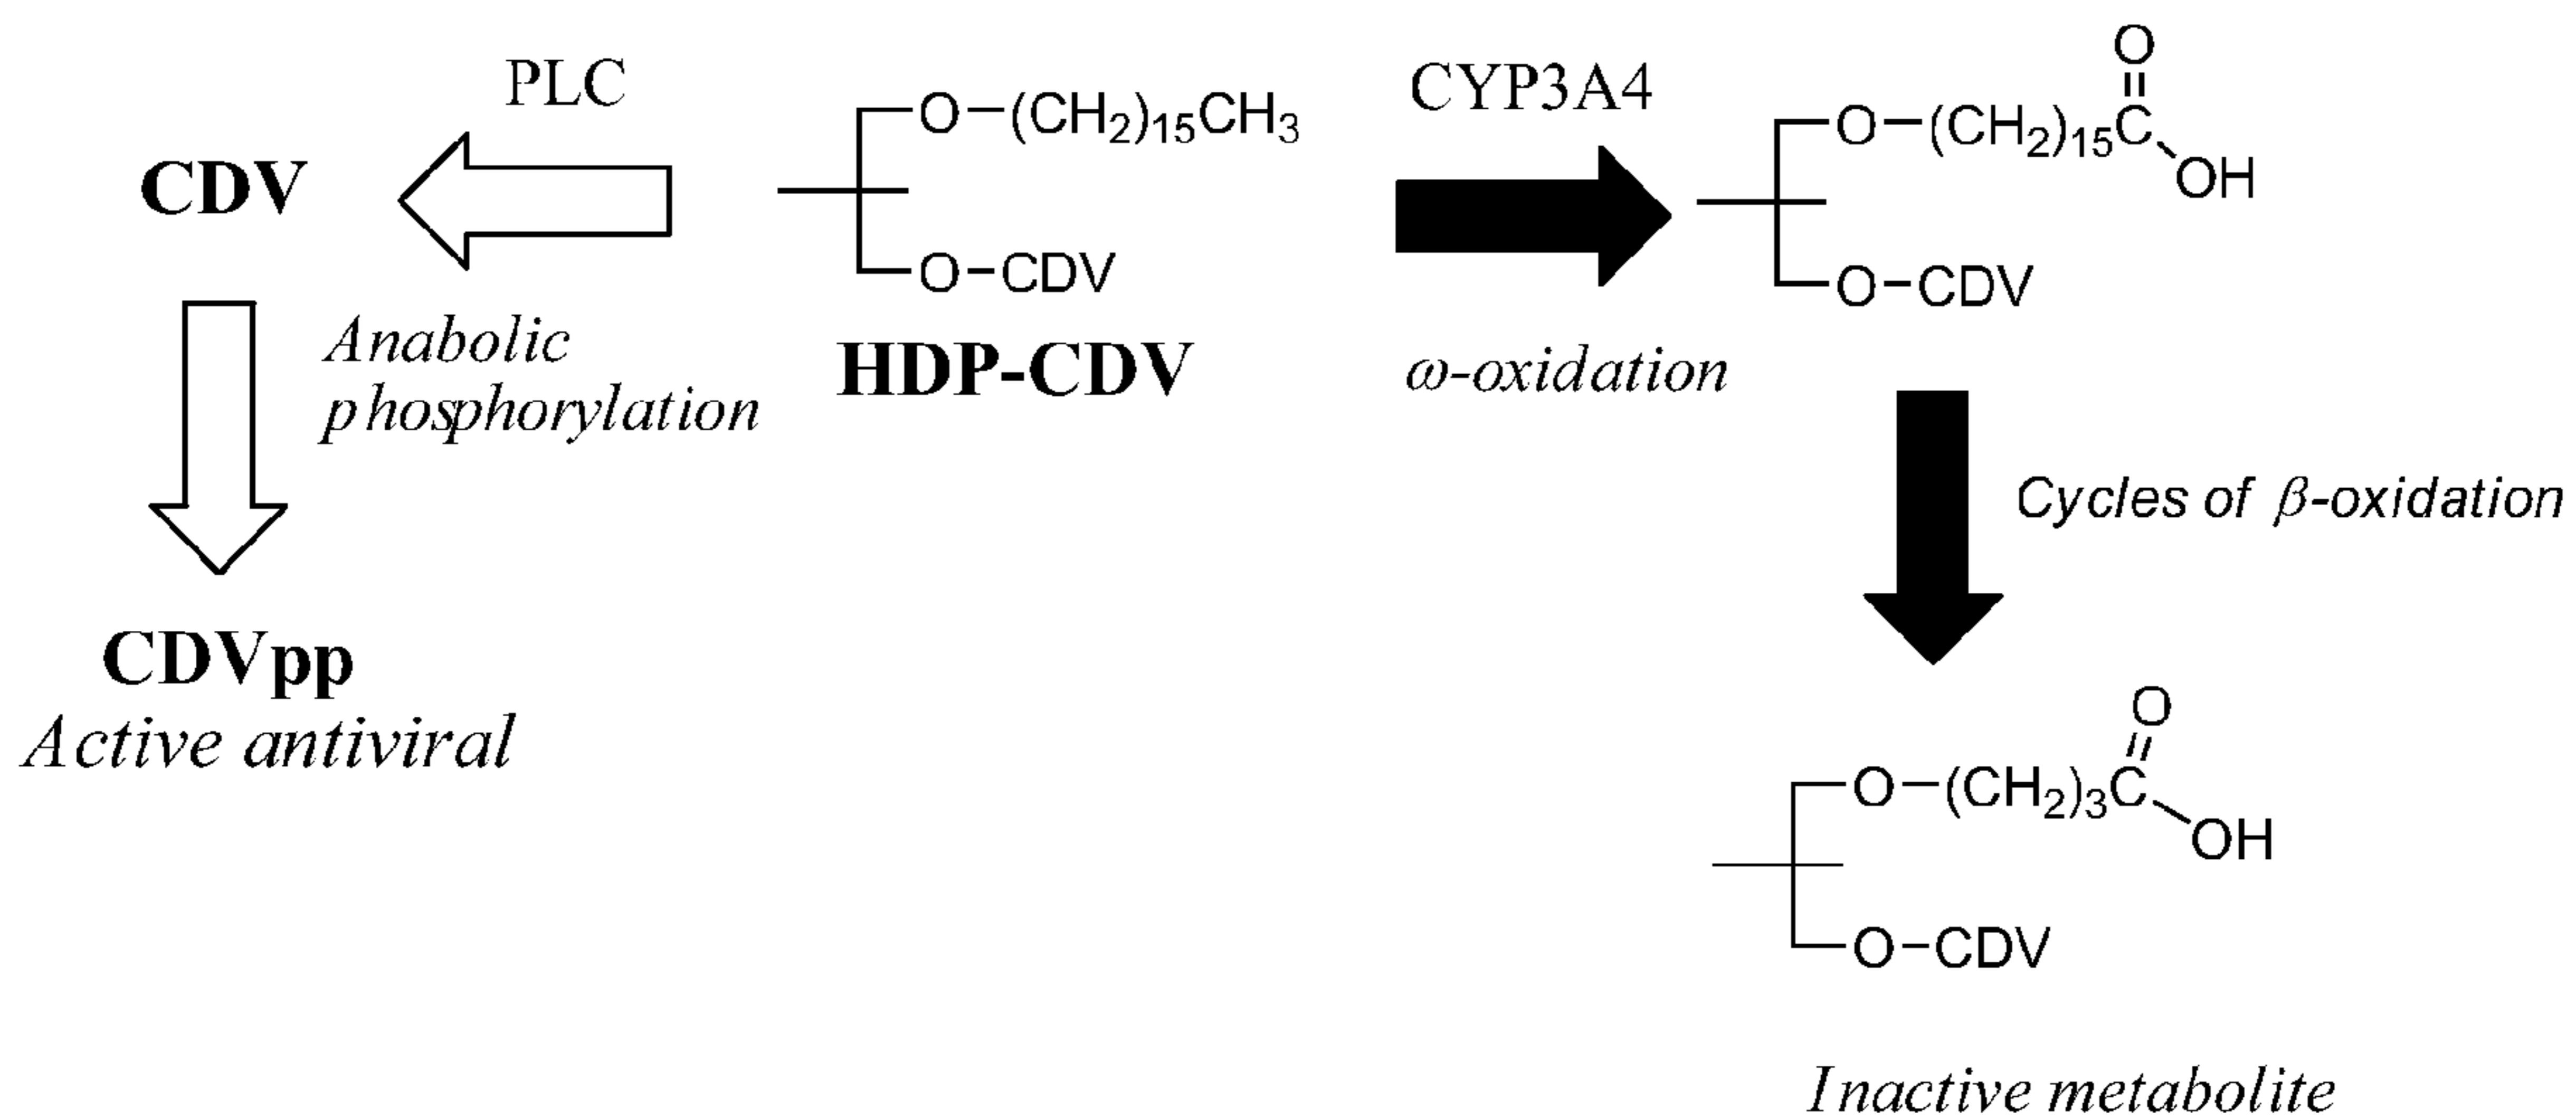 PLC
O–(CH₂)₁₅CH₃
CYP3A4
O
O–(CH₂)₁₅C
OH
CDV
O–CDV
O–CDV
Anabolic
phosphorylation
HDP-CDV
ω-oxidation
Cycles of β-oxidation
CDVpp
Active antiviral
O
O–(CH₂)₃C
OH
O–CDV
Inactive metabolite